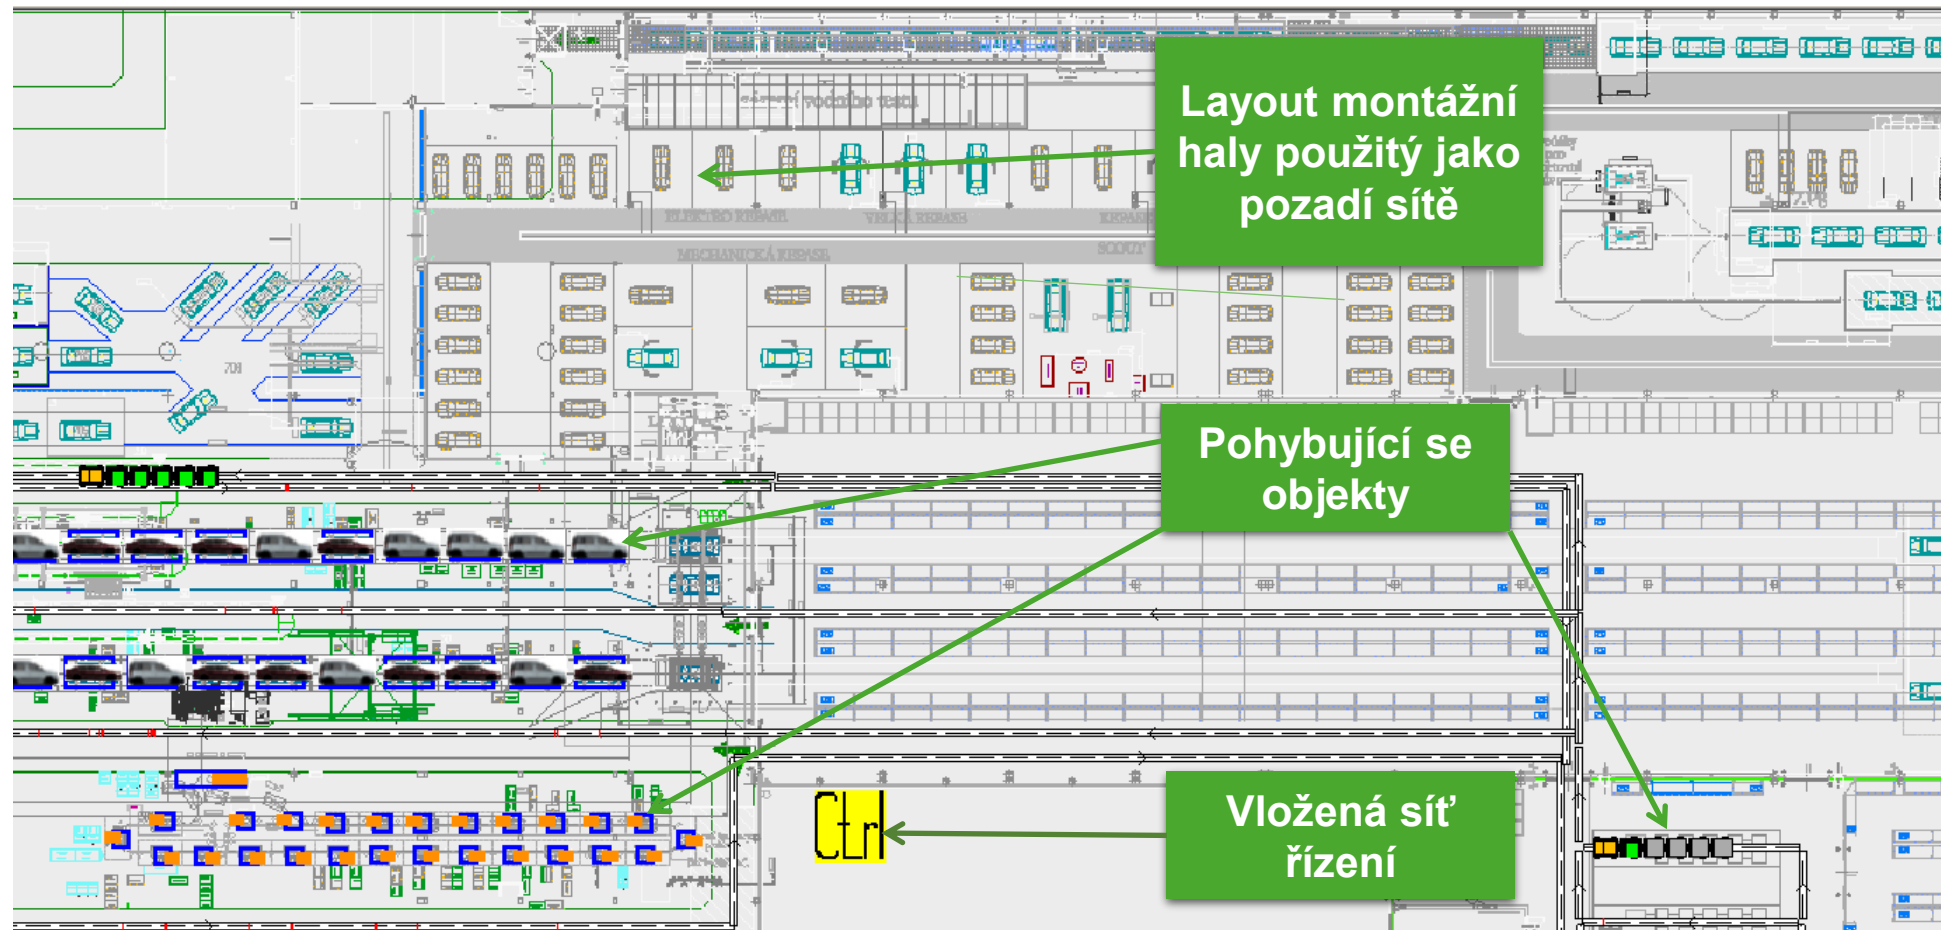 Layout montážní
haly použitý jako
pozadí sítě
ELEKTRO REPASE
VELKÁ REPASE
MECHANICKÁ REPASE
SCOUT
Pohybující se
objekty
Ctrl
Vložená síť
řízení